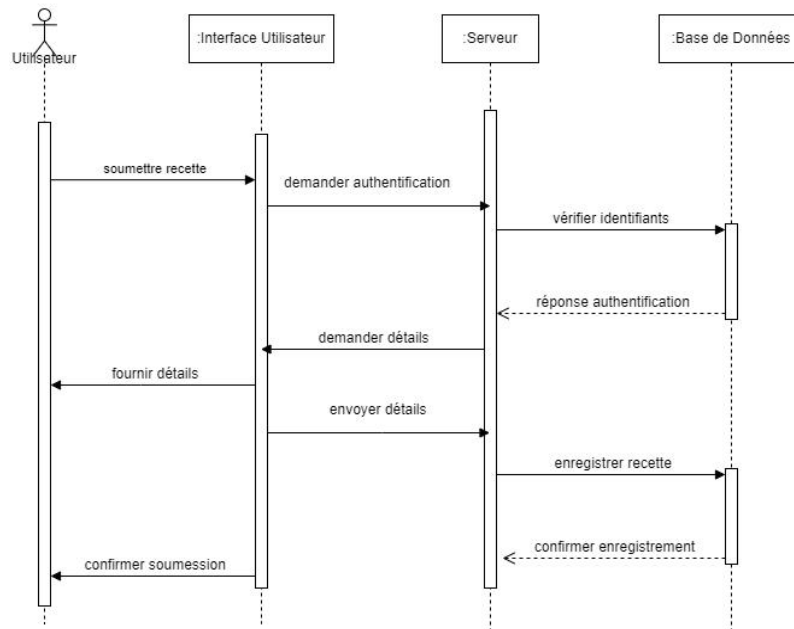 Utilisateur
:Interface Utilisateur
:Serveur
:Base de Données
soumettre recette
demander authentification
vérifier identifiants
réponse authentification
demander détails
fournir détails
envoyer détails
enregistrer recette
confirmer enregistrement
confirmer soumession